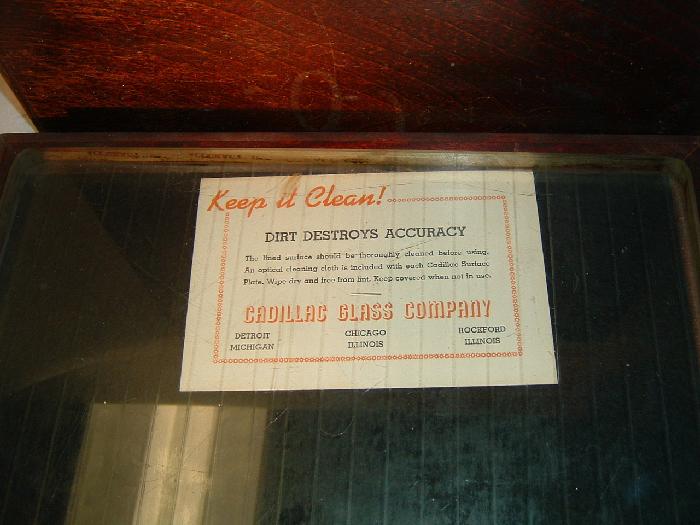 Keep it Clean!
DIRT DESTROYS ACCURACY
The lined surface should be thoroughly cleaned before using.
An optical cleaning cloth is included with each Cadillac Surface
Plate. Wipe dry and free from lint. Keep covered when not in use.
CADILLAC GLASS COMPANY
DETROIT CHICAGO ROCKFORD
MICHIGAN ILLINOIS ILLINOIS